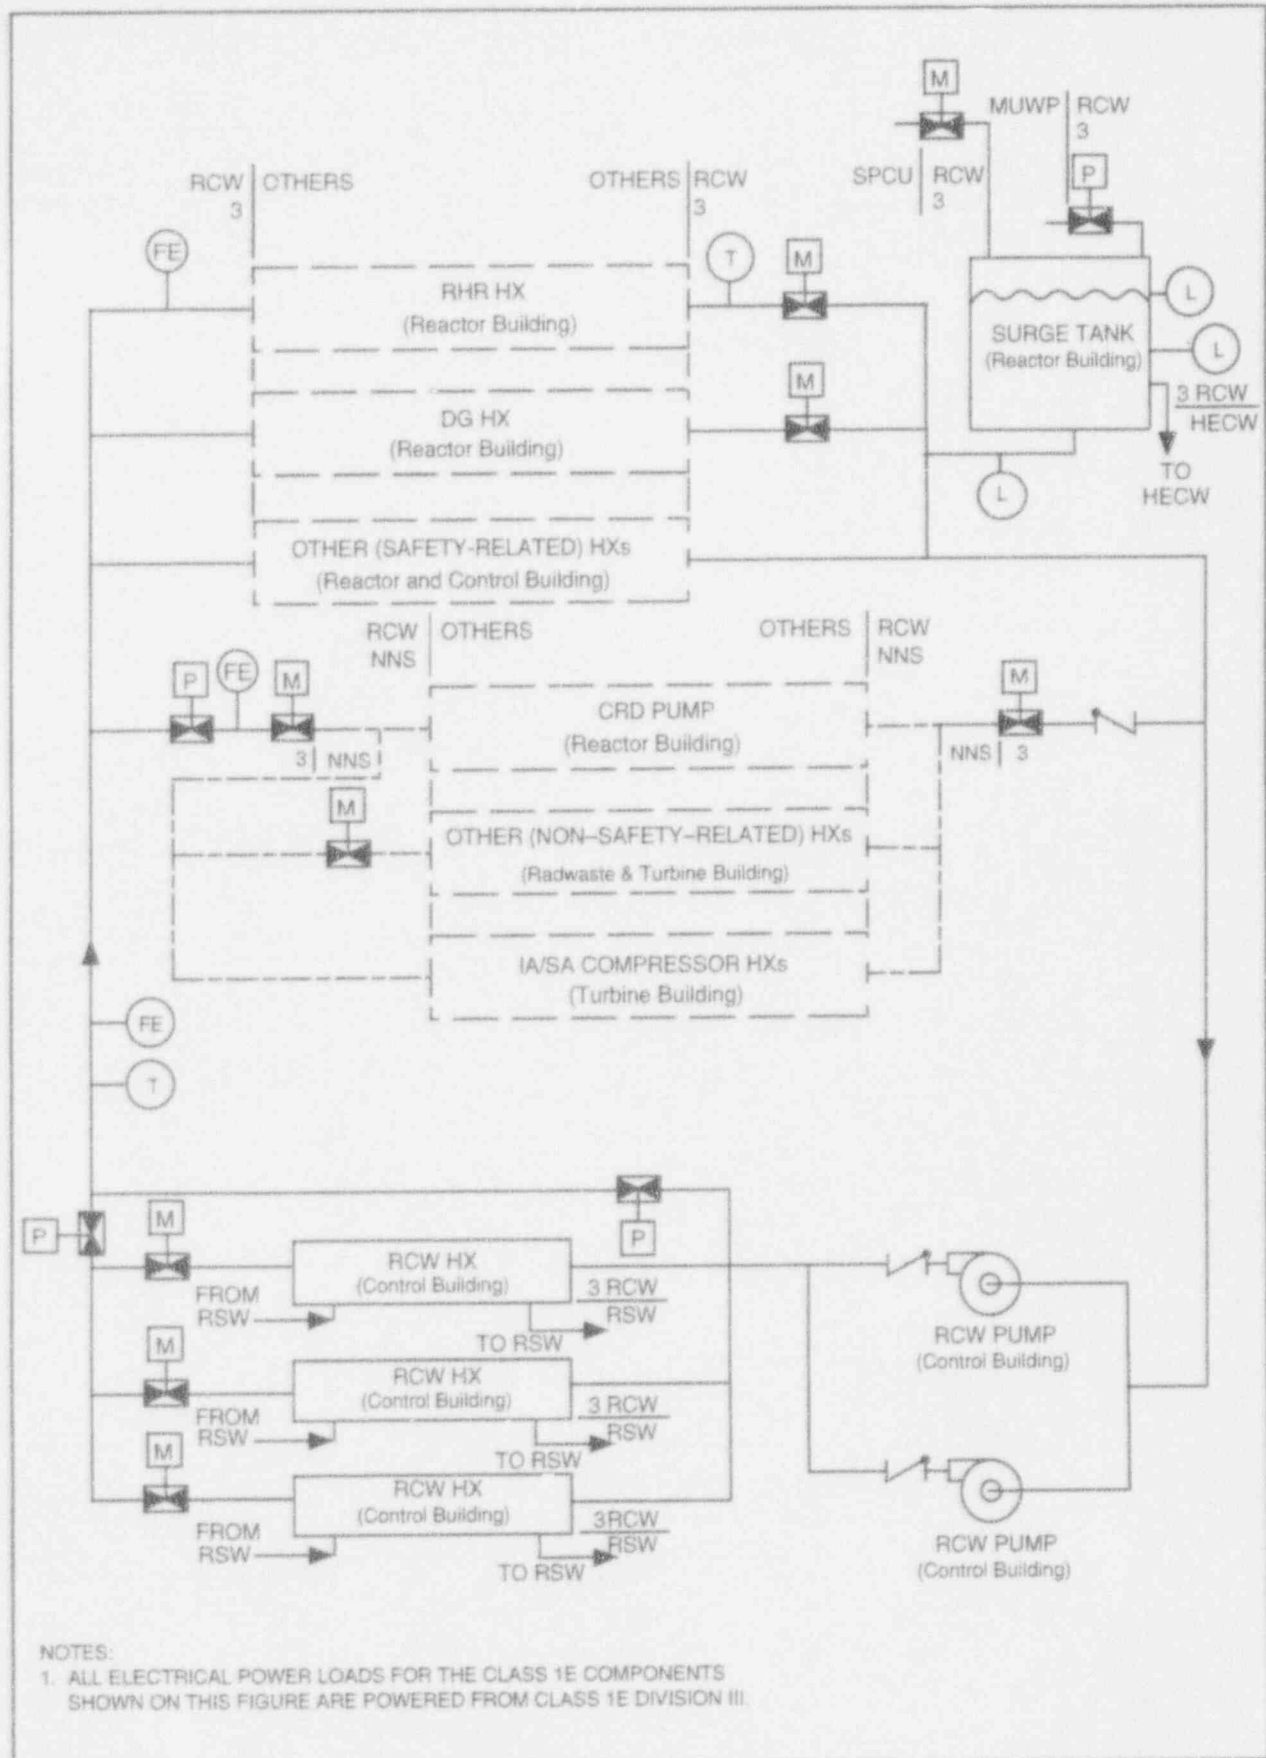 M
MUWP | RCW
3
P
SPCU | RCW
3
RCW | OTHERS
3
OTHERS | RCW
3
FE
T
M
RHR HX
(Reactor Building)
L
SURGE TANK
(Reactor Building)
L
M
DG HX
(Reactor Building)
3 RCW
HECW
TO
HECW
L
OTHER (SAFETY-RELATED) HXs
(Reactor and Control Building)
RCW | OTHERS
NNS
OTHERS | RCW
NNS
P
FE
M
M
CRD PUMP
(Reactor Building)
3 | NNS
NNS | 3
M
OTHER (NON-SAFETY-RELATED) HXs
(Radwaste & Turbine Building)
IA/SA COMPRESSOR HXs
(Turbine Building)
FE
T
P
M
P
RCW HX
(Control Building)
FROM
RSW
3 RCW
RSW
TO RSW
RCW PUMP
(Control Building)
M
RCW HX
(Control Building)
FROM
RSW
3 RCW
RSW
TO RSW
M
RCW HX
(Control Building)
FROM
RSW
3RCW
RSW
TO RSW
RCW PUMP
(Control Building)
NOTES:
1. ALL ELECTRICAL POWER LOADS FOR THE CLASS 1E COMPONENTS
SHOWN ON THIS FIGURE ARE POWERED FROM CLASS 1E DIVISION III.